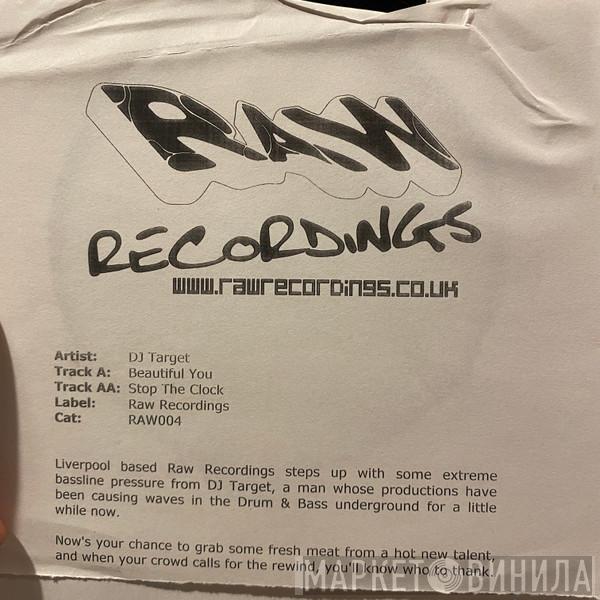 RAW
RECORDINGS
www.rawrecordings.co.uk
Artist: DJ Target
Track A: Beautiful You
Track AA: Stop The Clock
Label: Raw Recordings
Cat: RAW004
Liverpool based Raw Recordings steps up with some extreme
bassline pressure from DJ Target, a man whose productions have
been causing waves in the Drum & Bass underground for a little
while now.
Now's your chance to grab some fresh meat from a hot new talent,
and when your crowd calls for the rewind, you'll know who to thank!
МАРКЕТ ВИНИЛА